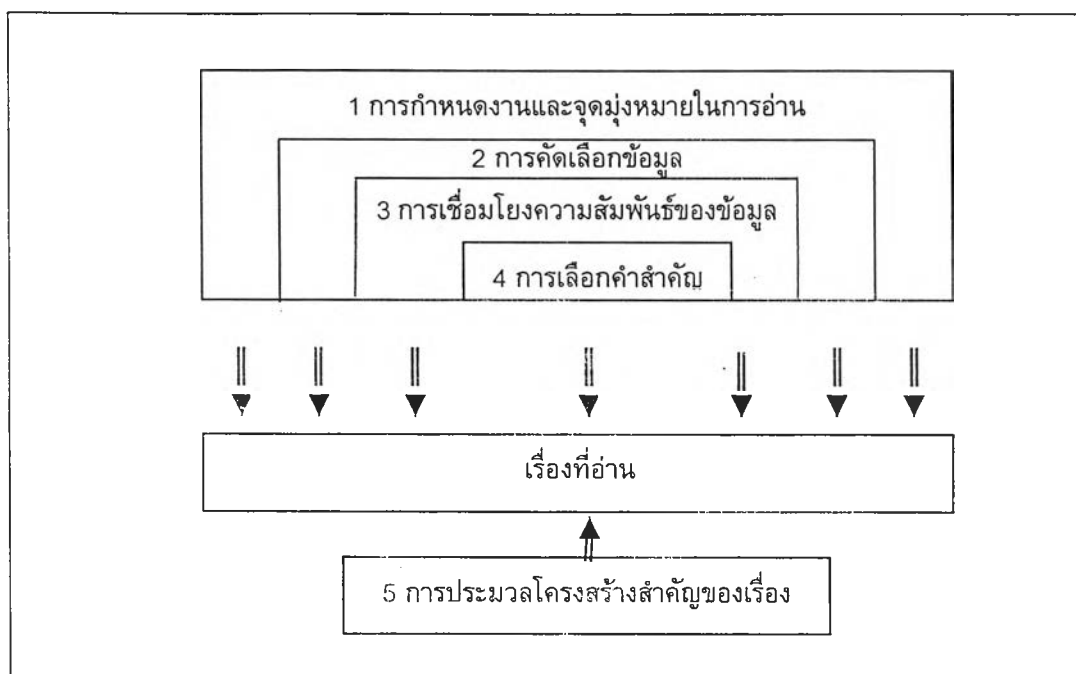 1 การกำหนดงานและจุดมุ่งหมายในการอ่าน
2 การคัดเลือกข้อมูล
3 การเชื่อมโยงความสัมพันธ์ของข้อมูล
4 การเลือกคำสำคัญ
เรื่องที่อ่าน
5 การประมวลโครงสร้างสำคัญของเรื่อง